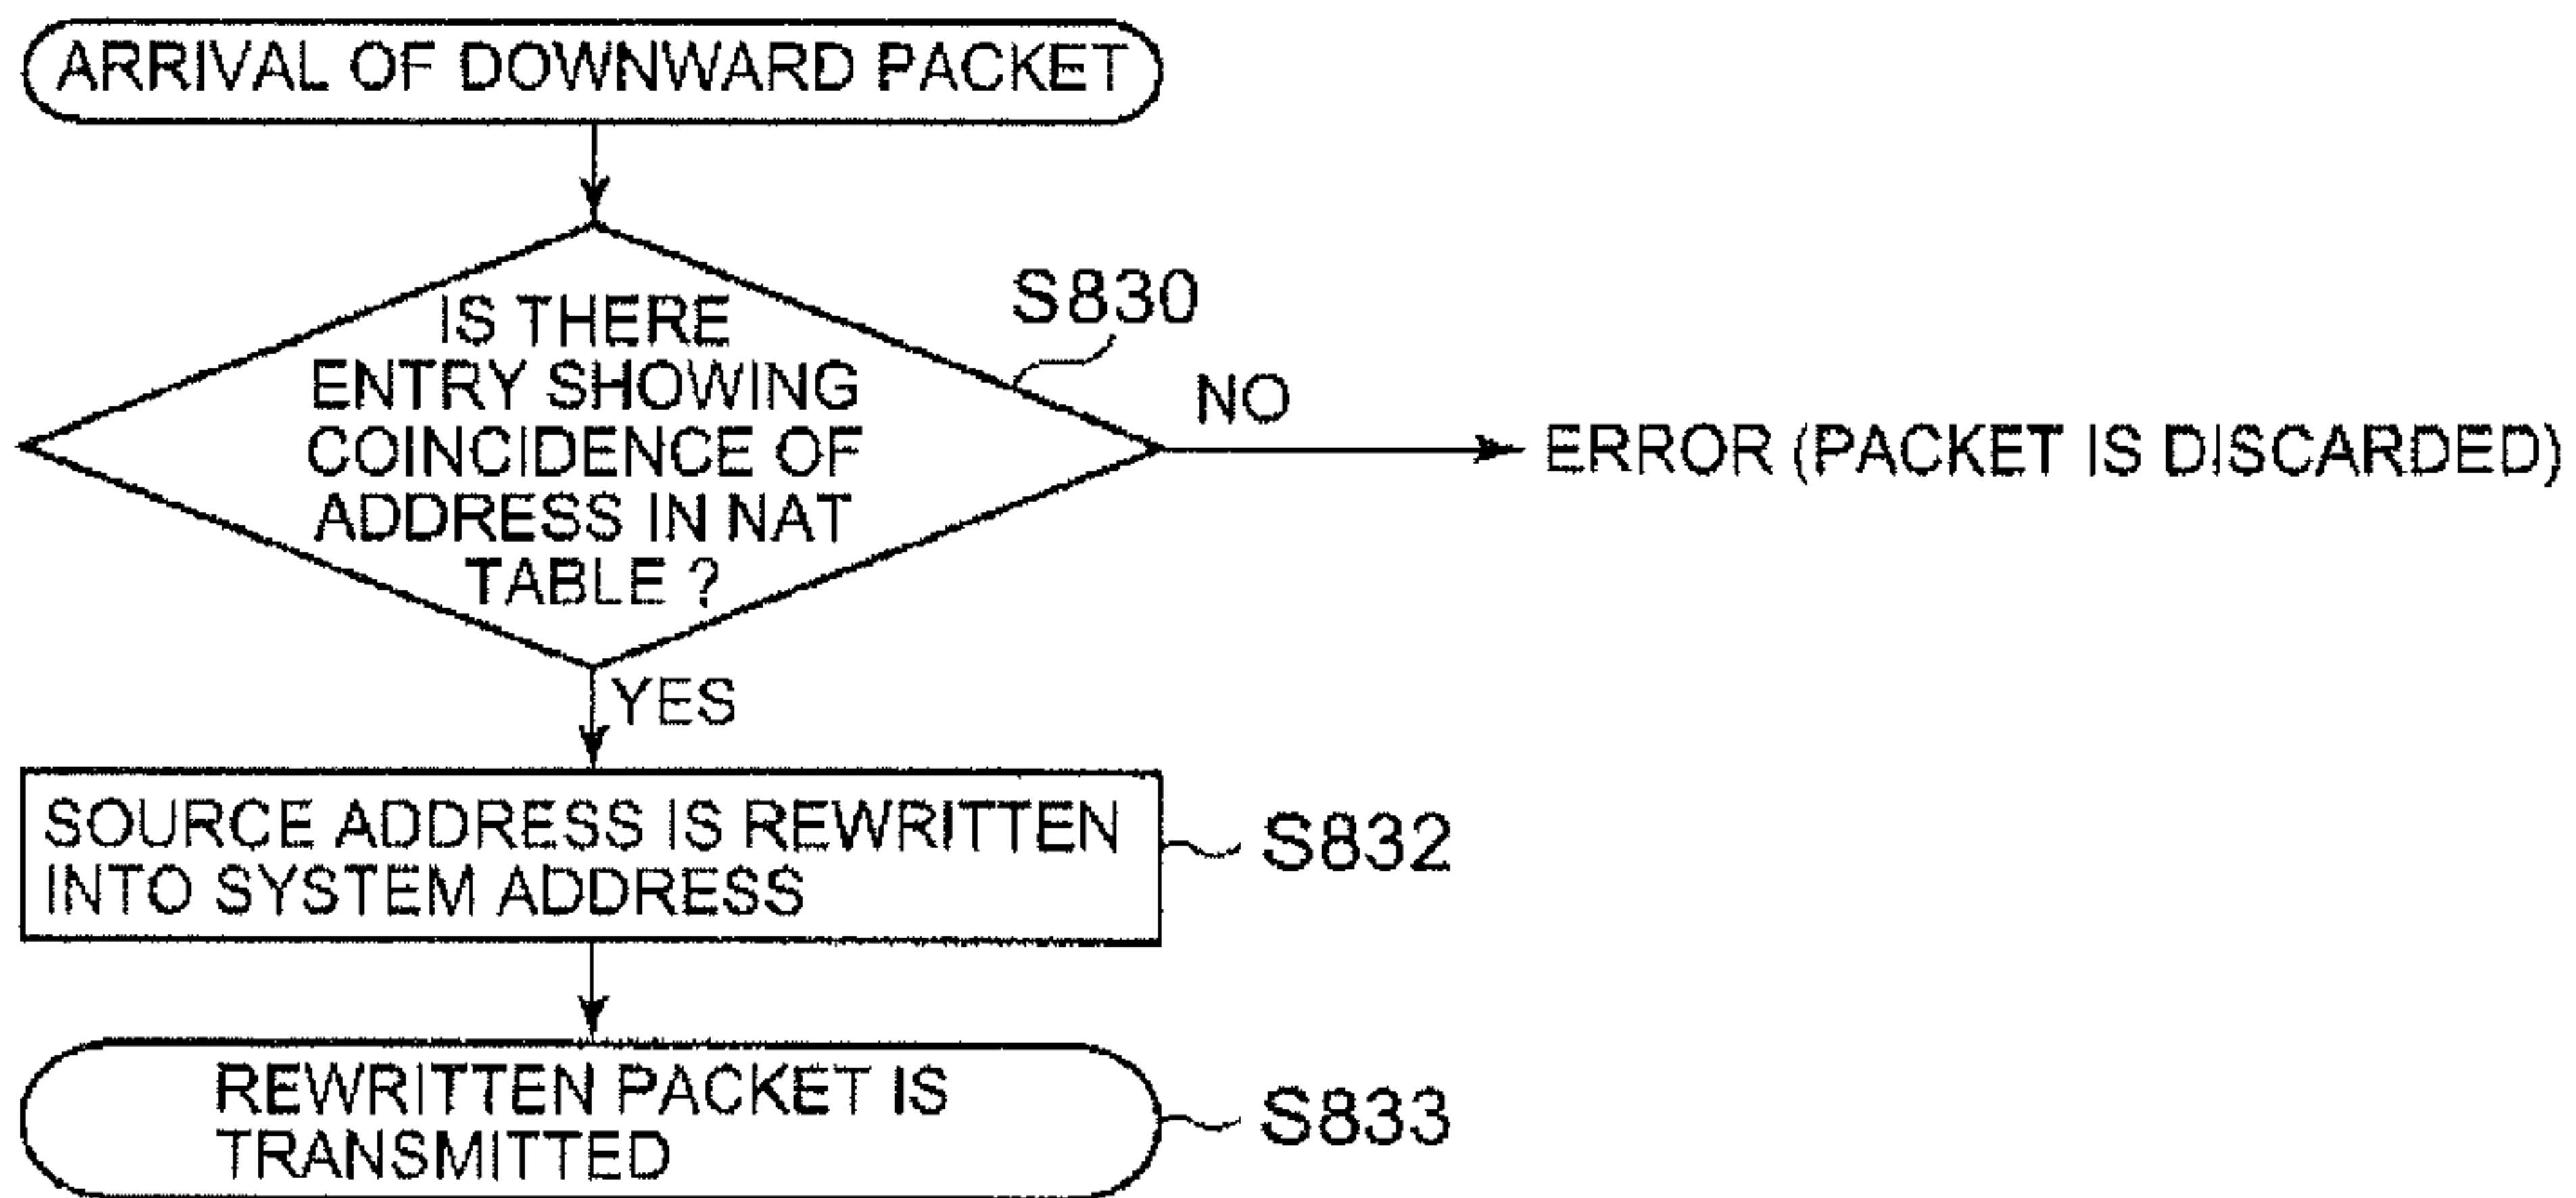 ARRIVAL OF DOWNWARD PACKET
IS THERE
ENTRY SHOWING
COINCIDENCE OF
ADDRESS IN NAT
TABLE ?
S830
NO
ERROR (PACKET IS DISCARDED)
YES
SOURCE ADDRESS IS REWRITTEN
INTO SYSTEM ADDRESS
S832
REWRITTEN PACKET IS
TRANSMITTED
S833